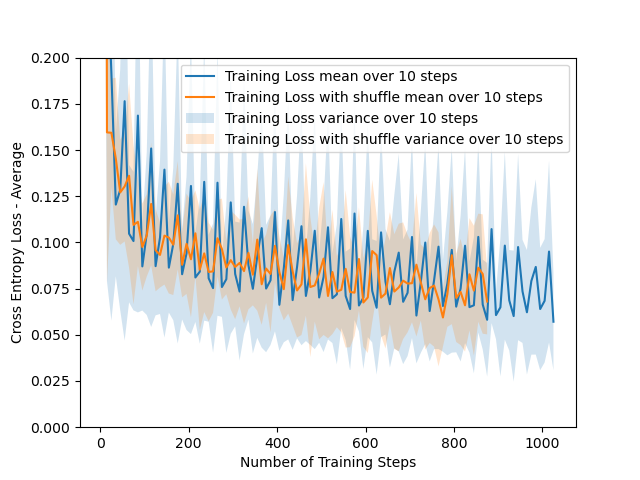 0.200
0.175
0.150
0.125
0.100
0.075
0.050
0.025
0.000
Cross Entropy Loss - Average
Training Loss mean over 10 steps
Training Loss with shuffle mean over 10 steps
Training Loss variance over 10 steps
Training Loss with shuffle variance over 10 steps
0 200 400 600 800 1000
Number of Training Steps